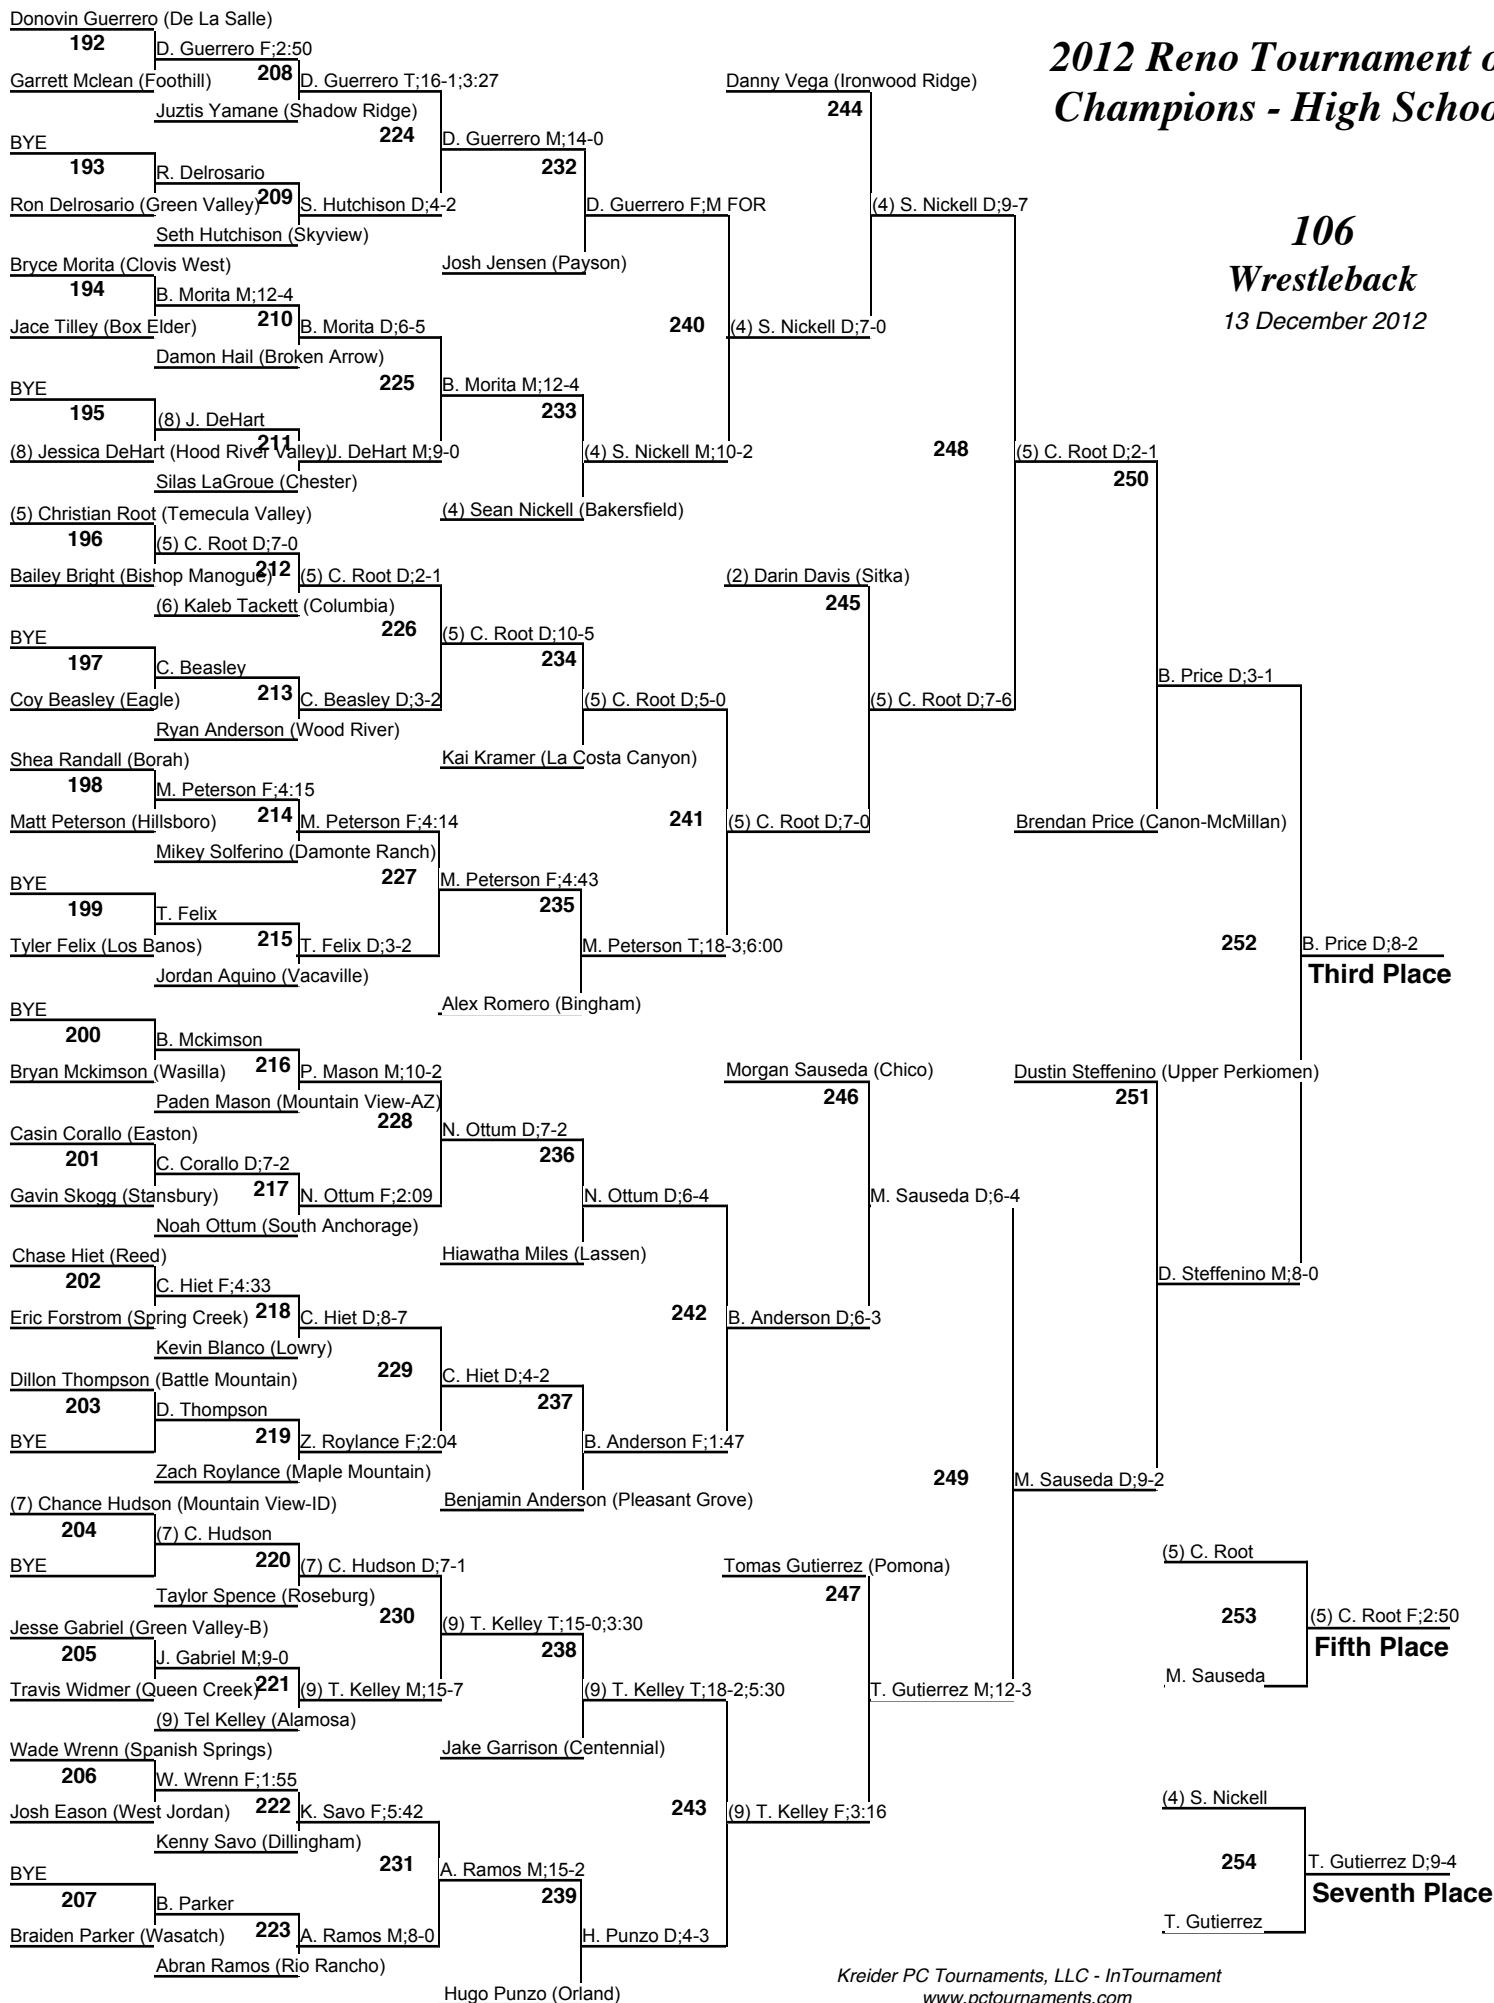 Donovin Guerrero (De La Salle)
192
D. Guerrero F;2:50
Garrett Mclean (Foothill)
208
D. Guerrero T;16-1;3:27
Juztis Yamane (Shadow Ridge)
224
BYE
D. Guerrero M;14-0
193
R. Delrosario
232
Ron Delrosario (Green Valley)
209
S. Hutchison D;4-2
D. Guerrero F;M FOR
Seth Hutchison (Skyview)
Bryce Morita (Clovis West)
Josh Jensen (Payson)
194
B. Morita M;12-4
Jace Tilley (Box Elder)
210
B. Morita D;6-5
240
(4) S. Nickell D;7-0
Damon Hail (Broken Arrow)
225
BYE
B. Morita M;12-4
195
(8) J. DeHart
233
(8) Jessica DeHart (Hood River Valley)
211
J. DeHart M;9-0
(4) S. Nickell M;10-2
Silas LaGroue (Chester)
(4) Sean Nickell (Bakersfield)
Danny Vega (Ironwood Ridge)
244
(4) S. Nickell D;9-7
2012 Reno Tournament o
Champions - High Schoo
106
Wrestleback
13 December 2012
248
(5) C. Root D;2-1
250
(5) Christian Root (Temecula Valley)
196
(5) C. Root D;7-0
Bailey Bright (Bishop Manogue)
212
(5) C. Root D;2-1
(6) Kaleb Tackett (Columbia)
226
BYE
(5) C. Root D;10-5
197
C. Beasley
234
Coy Beasley (Eagle)
213
C. Beasley D;3-2
(5) C. Root D;5-0
Ryan Anderson (Wood River)
Kai Kramer (La Costa Canyon)
(2) Darin Davis (Sitka)
245
(5) C. Root D;7-6
B. Price D;3-1
Shea Randall (Borah)
198
M. Peterson F;4:15
Matt Peterson (Hillsboro)
214
M. Peterson F;4:14
241
(5) C. Root D;7-0
Brendan Price (Canon-McMillan)
Mikey Solferino (Damonte Ranch)
227
BYE
M. Peterson F;4:43
199
T. Felix
235
Tyler Felix (Los Banos)
215
T. Felix D;3-2
M. Peterson T;18-3;6:00
252
B. Price D;8-2
Third Place
Jordan Aquino (Vacaville)
Alex Romero (Bingham)
BYE
200
B. Mckimson
Bryan Mckimson (Wasilla)
216
P. Mason M;10-2
Morgan Sauseda (Chico)
Dustin Steffenino (Upper Perkiomen)
Paden Mason (Mountain View-AZ)
246
251
228
Casin Corallo (Easton)
N. Ottum D;7-2
201
C. Corallo D;7-2
236
Gavin Skogg (Stansbury)
217
N. Ottum F;2:09
N. Ottum D;6-4
M. Sauseda D;6-4
Noah Ottum (South Anchorage)
Chase Hiet (Reed)
Hiawatha Miles (Lassen)
202
C. Hiet F;4:33
D. Steffenino M;8-0
Eric Forstrom (Spring Creek)
218
C. Hiet D;8-7
242
B. Anderson D;6-3
Kevin Blanco (Lowry)
229
Dillon Thompson (Battle Mountain)
C. Hiet D;4-2
203
D. Thompson
237
BYE
219
Z. Roylance F;2:04
B. Anderson F;1:47
Zach Roylance (Maple Mountain)
249
M. Sauseda D;9-2
(7) Chance Hudson (Mountain View-ID)
Benjamin Anderson (Pleasant Grove)
204
(7) C. Hudson
BYE
220
(7) C. Hudson D;7-1
Tomas Gutierrez (Pomona)
(5) C. Root
Taylor Spence (Roseburg)
247
230
253
(5) C. Root F;2:50
Fifth Place
Jesse Gabriel (Green Valley-B)
(9) T. Kelley T;15-0;3:30
205
J. Gabriel M;9-0
238
M. Sauseda
Travis Widmer (Queen Creek)
221
(9) T. Kelley M;15-7
(9) T. Kelley T;18-2;5:30
T. Gutierrez M;12-3
(9) Tel Kelley (Alamosa)
Wade Wrenn (Spanish Springs)
Jake Garrison (Centennial)
206
W. Wrenn F;1:55
Josh Eason (West Jordan)
222
K. Savo F;5:42
243
(9) T. Kelley F;3:16
(4) S. Nickell
Kenny Savo (Dillingham)
231
254
T. Gutierrez D;9-4
Seventh Place
BYE
A. Ramos M;15-2
207
B. Parker
239
T. Gutierrez
Braiden Parker (Wasatch)
223
A. Ramos M;8-0
H. Punzo D;4-3
Abran Ramos (Rio Rancho)
Hugo Punzo (Orland)
Kreider PC Tournaments, LLC - InTournament
www.pctournaments.com